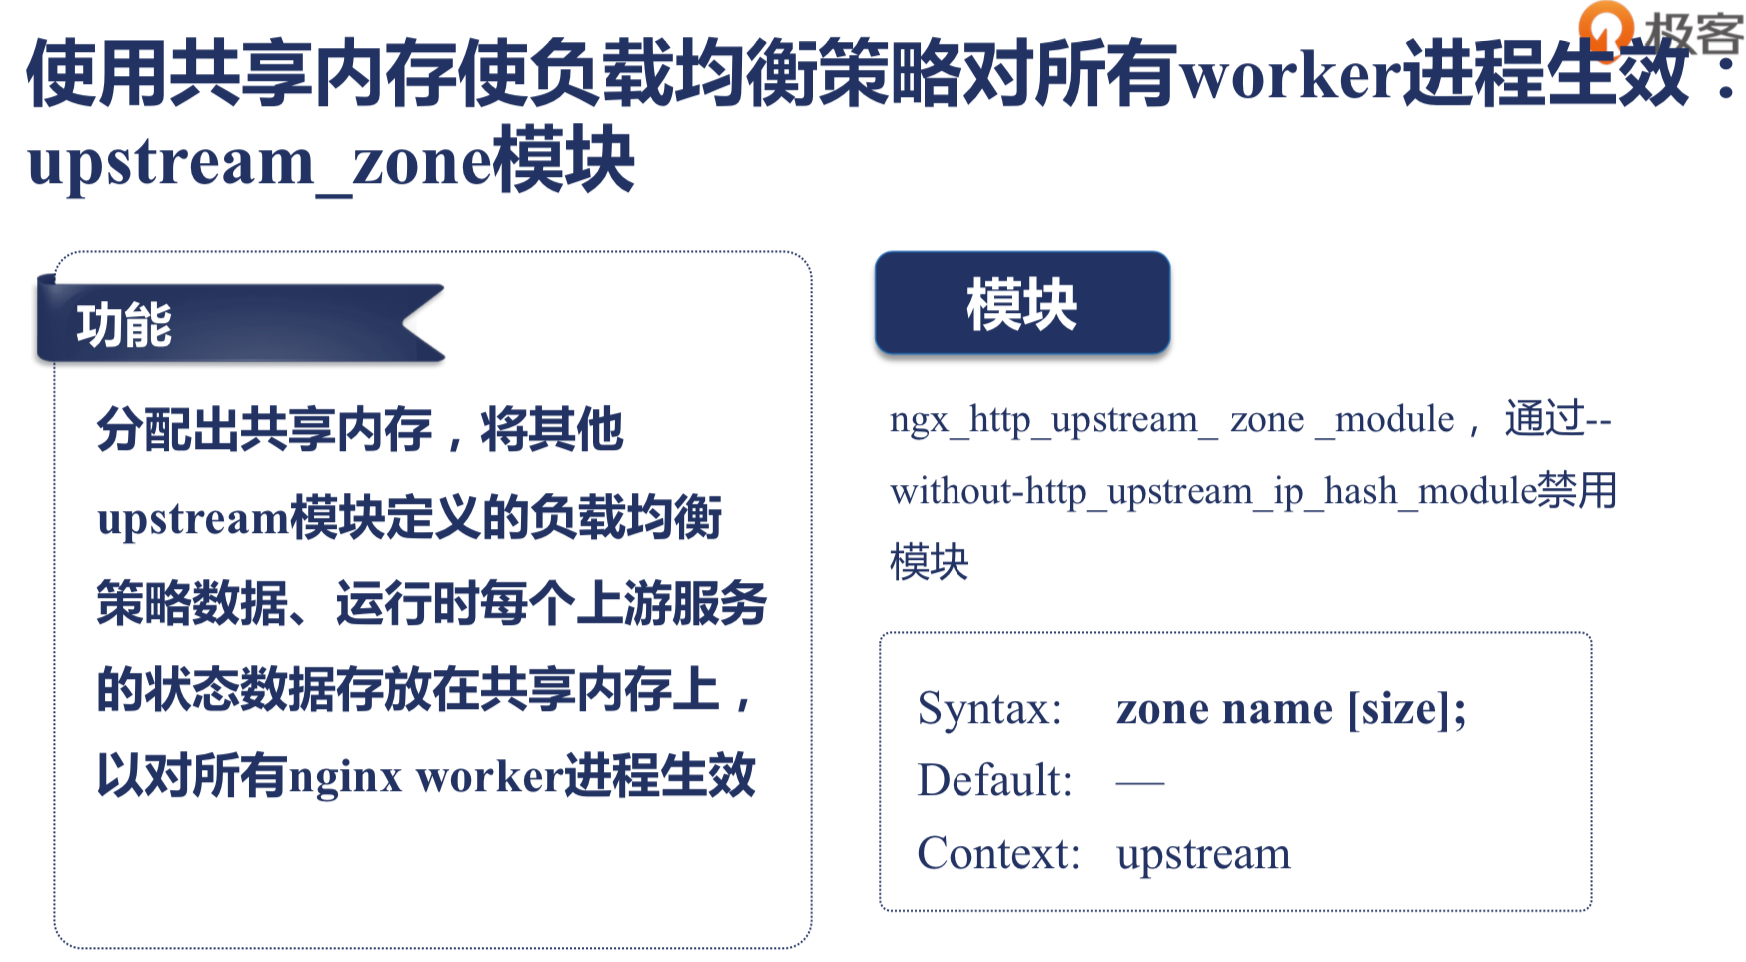 极客
使用共享内存使负载均衡策略对所有worker进程生效：
upstream_zone模块
功能
分配出共享内存，将其他
upstream模块定义的负载均衡
策略数据、运行时每个上游服务
的状态数据存放在共享内存上，
以对所有nginx worker进程生效
模块
ngx_http_upstream_ zone _module， 通过--
without-http_upstream_ip_hash_module禁用
模块
Syntax: zone name [size];
Default: —
Context: upstream